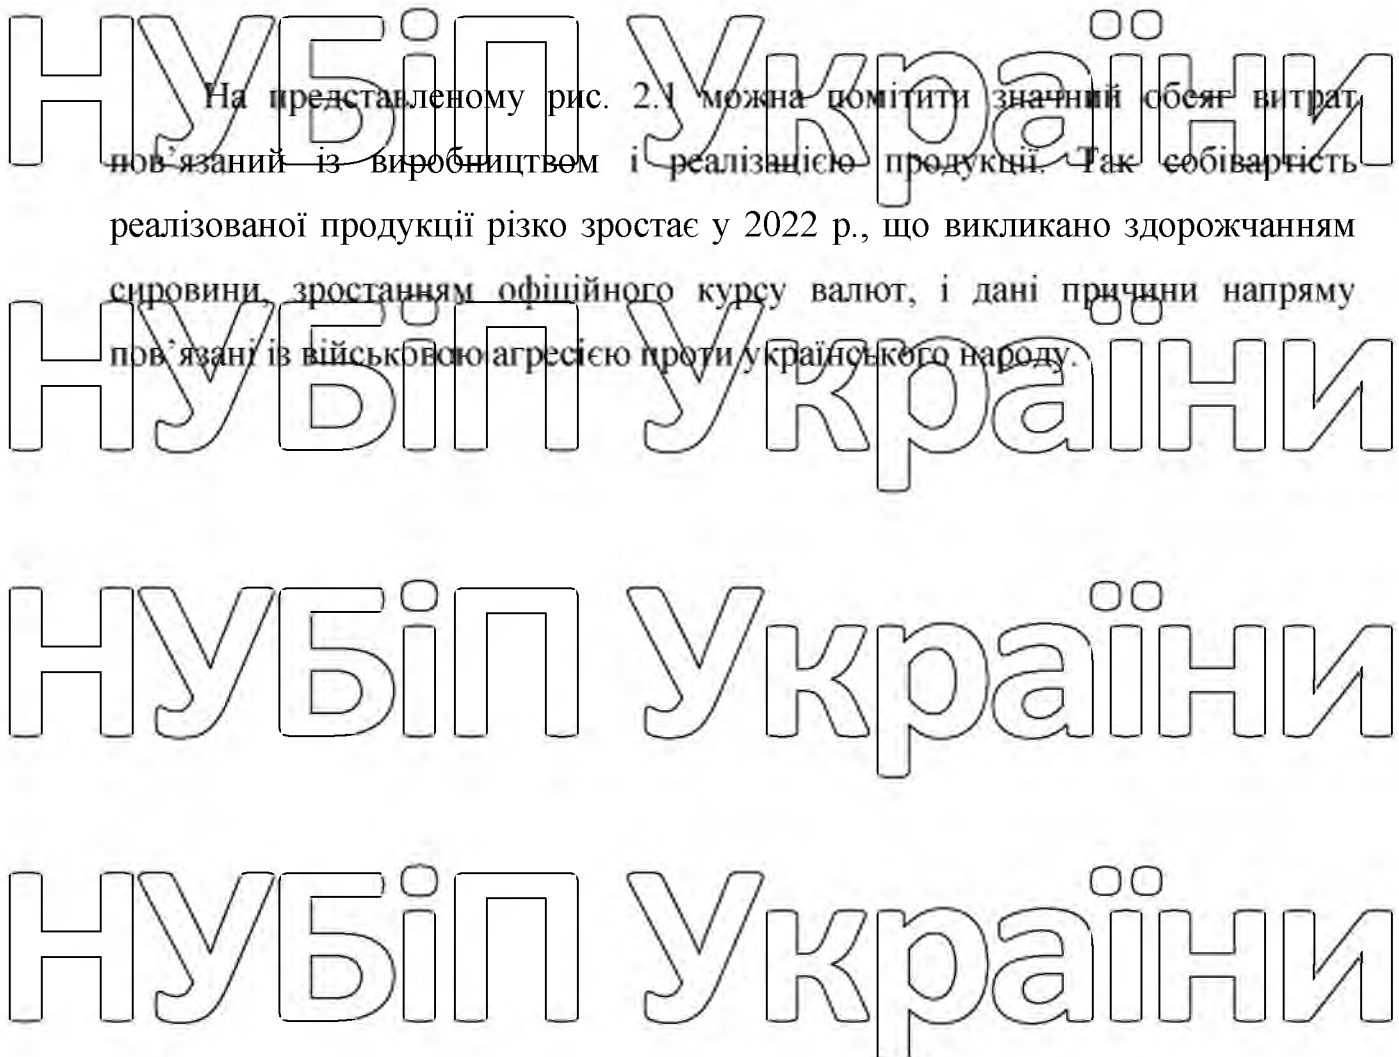 НУБіП України
На представленому рис. 2.1 можна помітити значний обсяг витрат
пов’язаний із виробництвом і реалізацією продукції. Так собівартість
реалізованої продукції різко зростає у 2022 р., що викликано здорожчанням
сировини, зростанням офіційного курсу валют, і дані причини напряму
НУБіП України
пов’язані із військовою агресією проти українського народу.
НУБіП України
НУБіП України